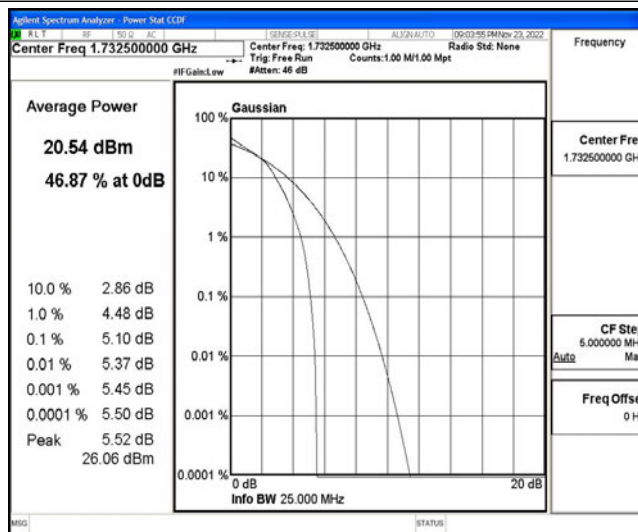 Agilent Spectrum Analyzer - Power Stat CCDF
RLT RF 50 Ω AC SENSE:PULSE ALIGN AUTO 09:03:55 PM Nov 23, 2022
Center Freq 1.732500000 GHz
Center Freq: 1.732500000 GHz Radio Std: None
Trig: Free Run Counts:1.00 M/1.00 Mpt
#IFGain:Low #Atten: 46 dB
Frequency
Average Power
20.54 dBm
46.87 % at 0dB
10.0 % 2.86 dB
1.0 % 4.48 dB
0.1 % 5.10 dB
0.01 % 5.37 dB
0.001 % 5.45 dB
0.0001 % 5.50 dB
Peak 5.52 dB
26.06 dBm
Gaussian
100 %
10 %
1 %
0.1 %
0.01 %
0.001 %
0.0001 %
0 dB 20 dB
Info BW 25.000 MHz
Center Fre
1.732500000 GH
CF Ste
5.000000 MH
Auto Ma
Freq Offse
0 H
MSG STATUS